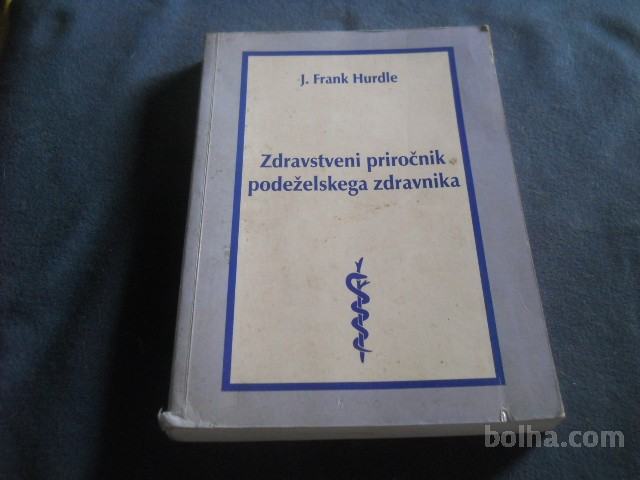 J. Frank Hurdle
Zdravstveni priročnik
podeželskega zdravnika
bolha.com